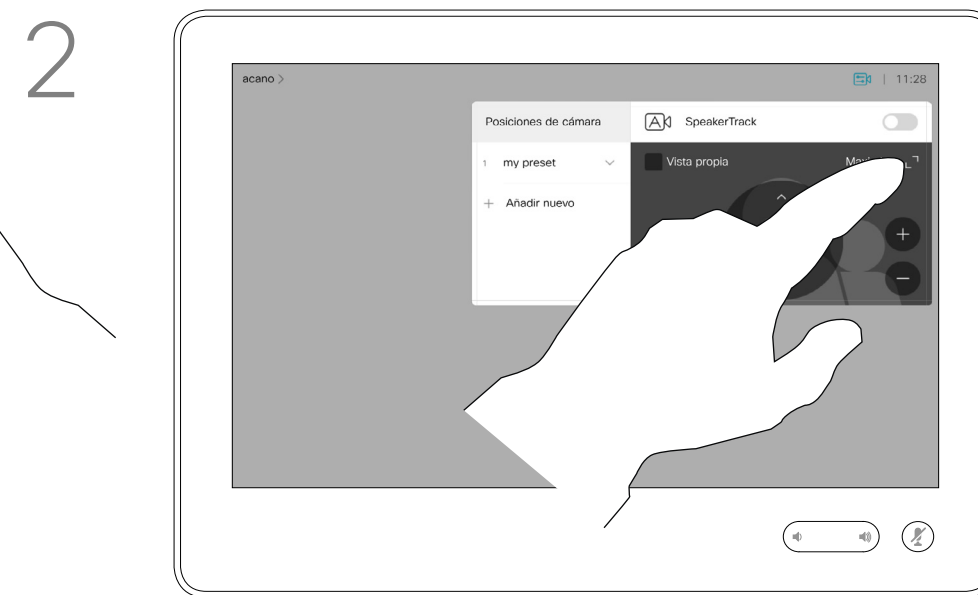 2
acano >
11:28
Posiciones de cámara
SpeakerTrack
1 my preset
Vista propia
+ Añadir nuevo